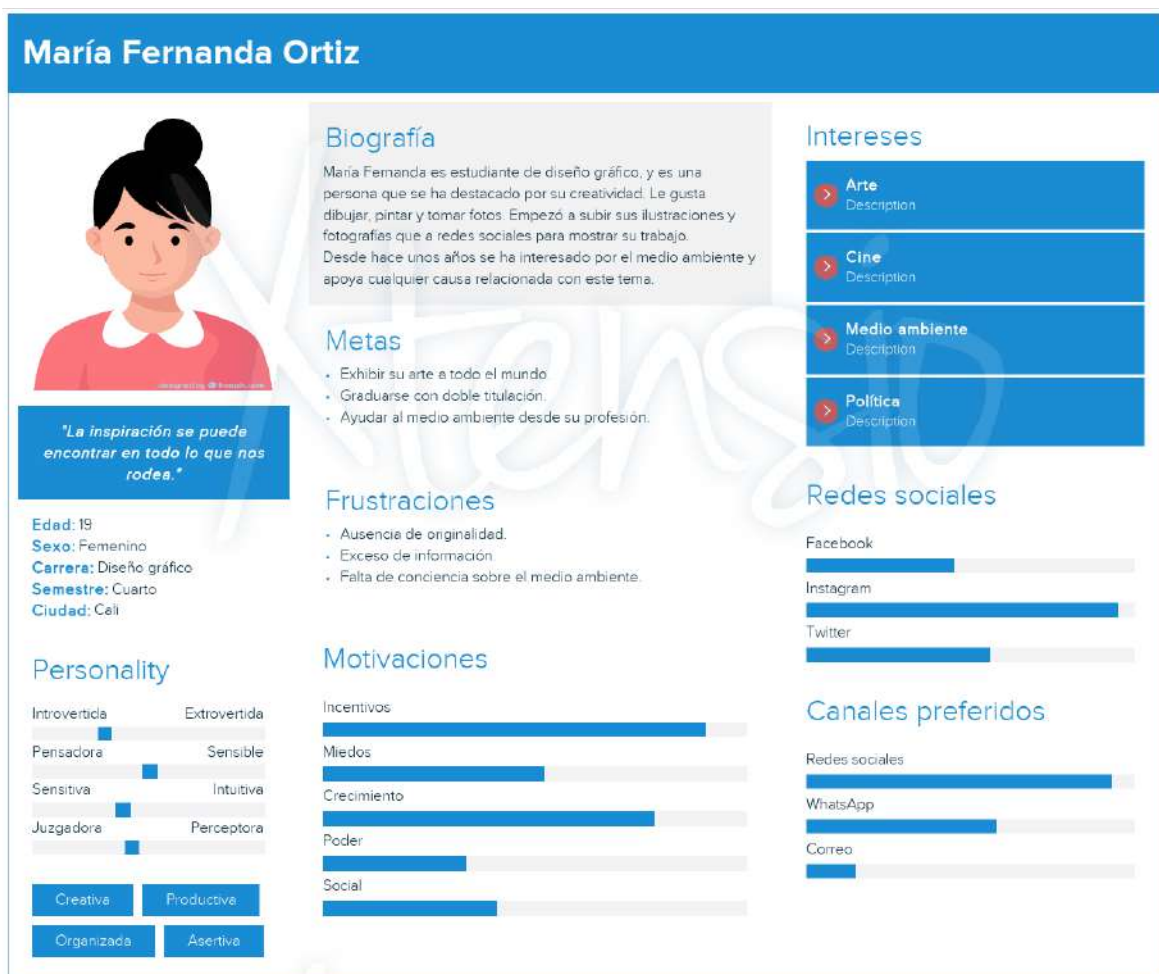 María Fernanda Ortiz
"La inspiración se puede
encontrar en todo lo que nos
rodea."
Edad: 19
Sexo: Femenino
Carrera: Diseño gráfico
Semestre: Cuarto
Ciudad: Cali
Personality
Introvertida Extrovertida
Pensadora Sensible
Sensitiva Intuitiva
Juzgadora Perceptora
Creativa Productiva
Organizada Asertiva
Biografía
María Fernanda es estudiante de diseño gráfico, y es una
persona que se ha destacado por su creatividad. Le gusta
dibujar, pintar y tomar fotos. Empezó a subir sus ilustraciones y
fotografías que a redes sociales para mostrar su trabajo.
Desde hace unos años se ha interesado por el medio ambiente y
apoya cualquier causa relacionada con este tema.
Metas
• Exhibir su arte a todo el mundo
• Graduarse con doble titulación.
• Ayudar al medio ambiente desde su profesión.
Frustraciones
• Ausencia de originalidad.
• Exceso de información
• Falta de conciencia sobre el medio ambiente.
Motivaciones
Incentivos
Miedos
Crecimiento
Poder
Social
Intereses
Arte
Description
Cine
Description
Medio ambiente
Description
Política
Description
Redes sociales
Facebook
Instagram
Twitter
Canales preferidos
Redes sociales
WhatsApp
Correo
Xtensio